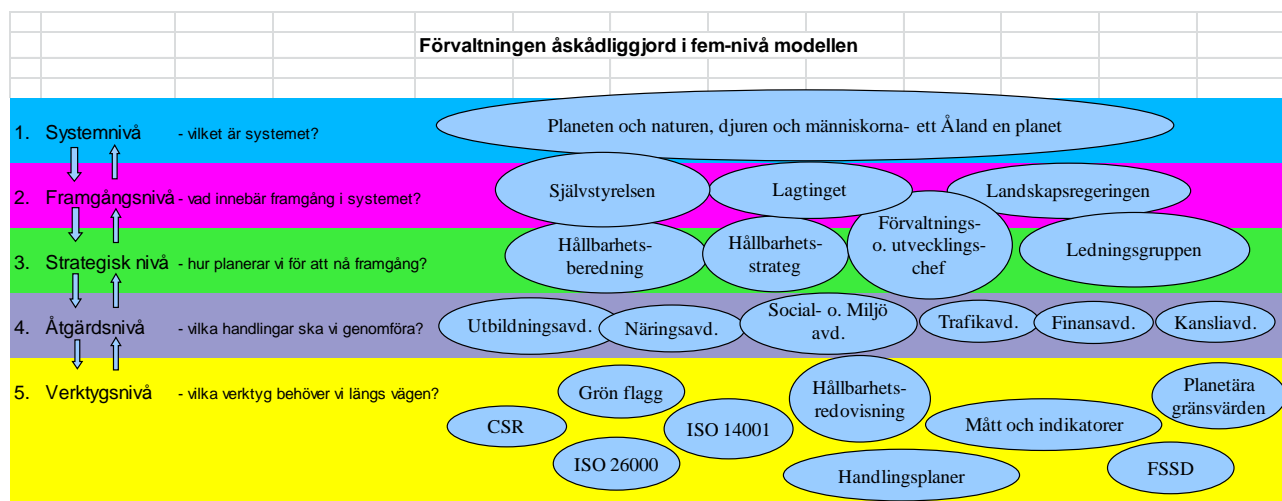 Förvaltningen åskådliggjord i fem-nivå modellen
1. Systemnivå - vilket är systemet?
Planeten och naturen, djuren och människorna- ett Åland en planet
2. Framgångsnivå - vad innebär framgång i systemet?
Självstyrelsen
Lagtinget
Landskapsregeringen
Förvaltnings-
o. utvecklings-
chef
3. Strategisk nivå - hur planerar vi för att nå framgång?
Hållbarhets-
beredning
Hållbarhets-
strateg
Ledningsgruppen
4. Åtgärdsnivå - vilka handlingar ska vi genomföra?
Utbildningsavd.
Näringsavd.
Social- o. Miljö
avd.
Trafikavd.
Finansavd.
Kansliavd.
5. Verktygsnivå - vilka verktyg behöver vi längs vägen?
CSR
Grön flagg
ISO 26000
ISO 14001
Hållbarhets-
redovisning
Handlingsplaner
Mått och indikatorer
Planetära
gränsvärden
FSSD